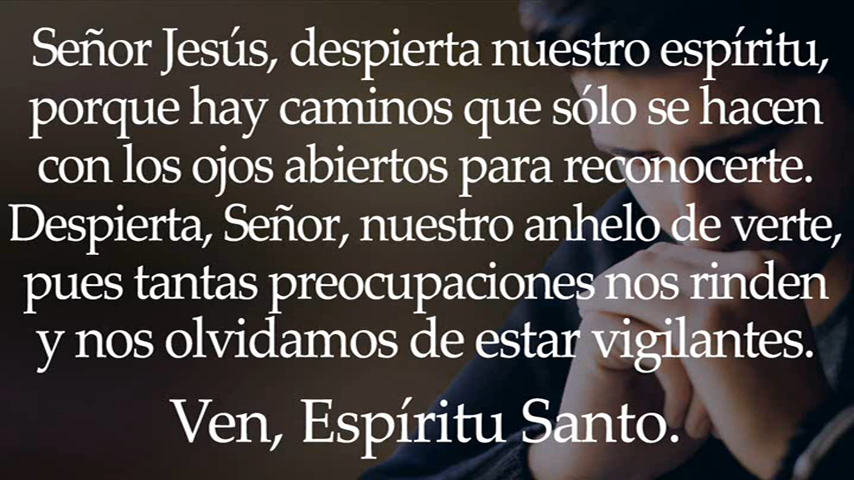 Señor Jesús, despierta nuestro espíritu,
porque hay caminos que sólo se hacen
con los ojos abiertos para reconocerte.
Despierta, Señor, nuestro anhelo de verte,
pues tantas preocupaciones nos rinden
y nos olvidamos de estar vigilantes.
Ven, Espíritu Santo.